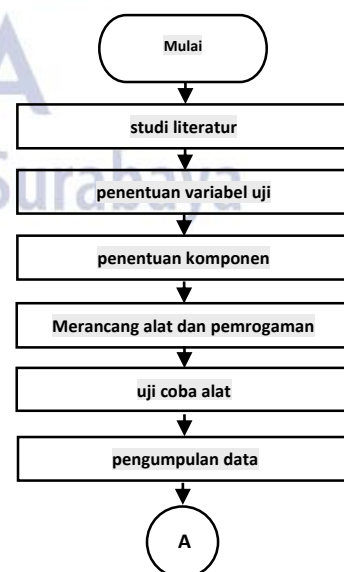 A
Surabaya
Mulai
studi literatur
penentuan variabel uji
penentuan komponen
Merancang alat dan pemrogaman
uji coba alat
pengumpulan data
A